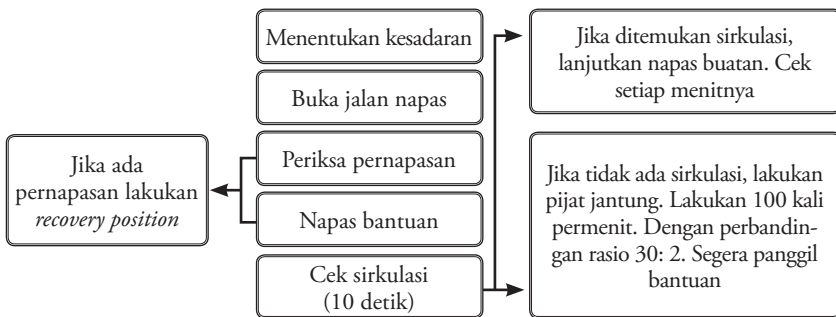 Menentukan kesadaran
Buka jalan napas
Periksa pernapasan
Napas bantuan
Cek sirkulasi
(10 detik)
Jika ada
pernapasan lakukan
recovery position
Jika ditemukan sirkulasi,
lanjutkan napas buatan. Cek
setiap menitnya
Jika tidak ada sirkulasi, lakukan
pijat jantung. Lakukan 100 kali
permenit. Dengan perbandin-
gan rasio 30: 2. Segera panggil
bantuan